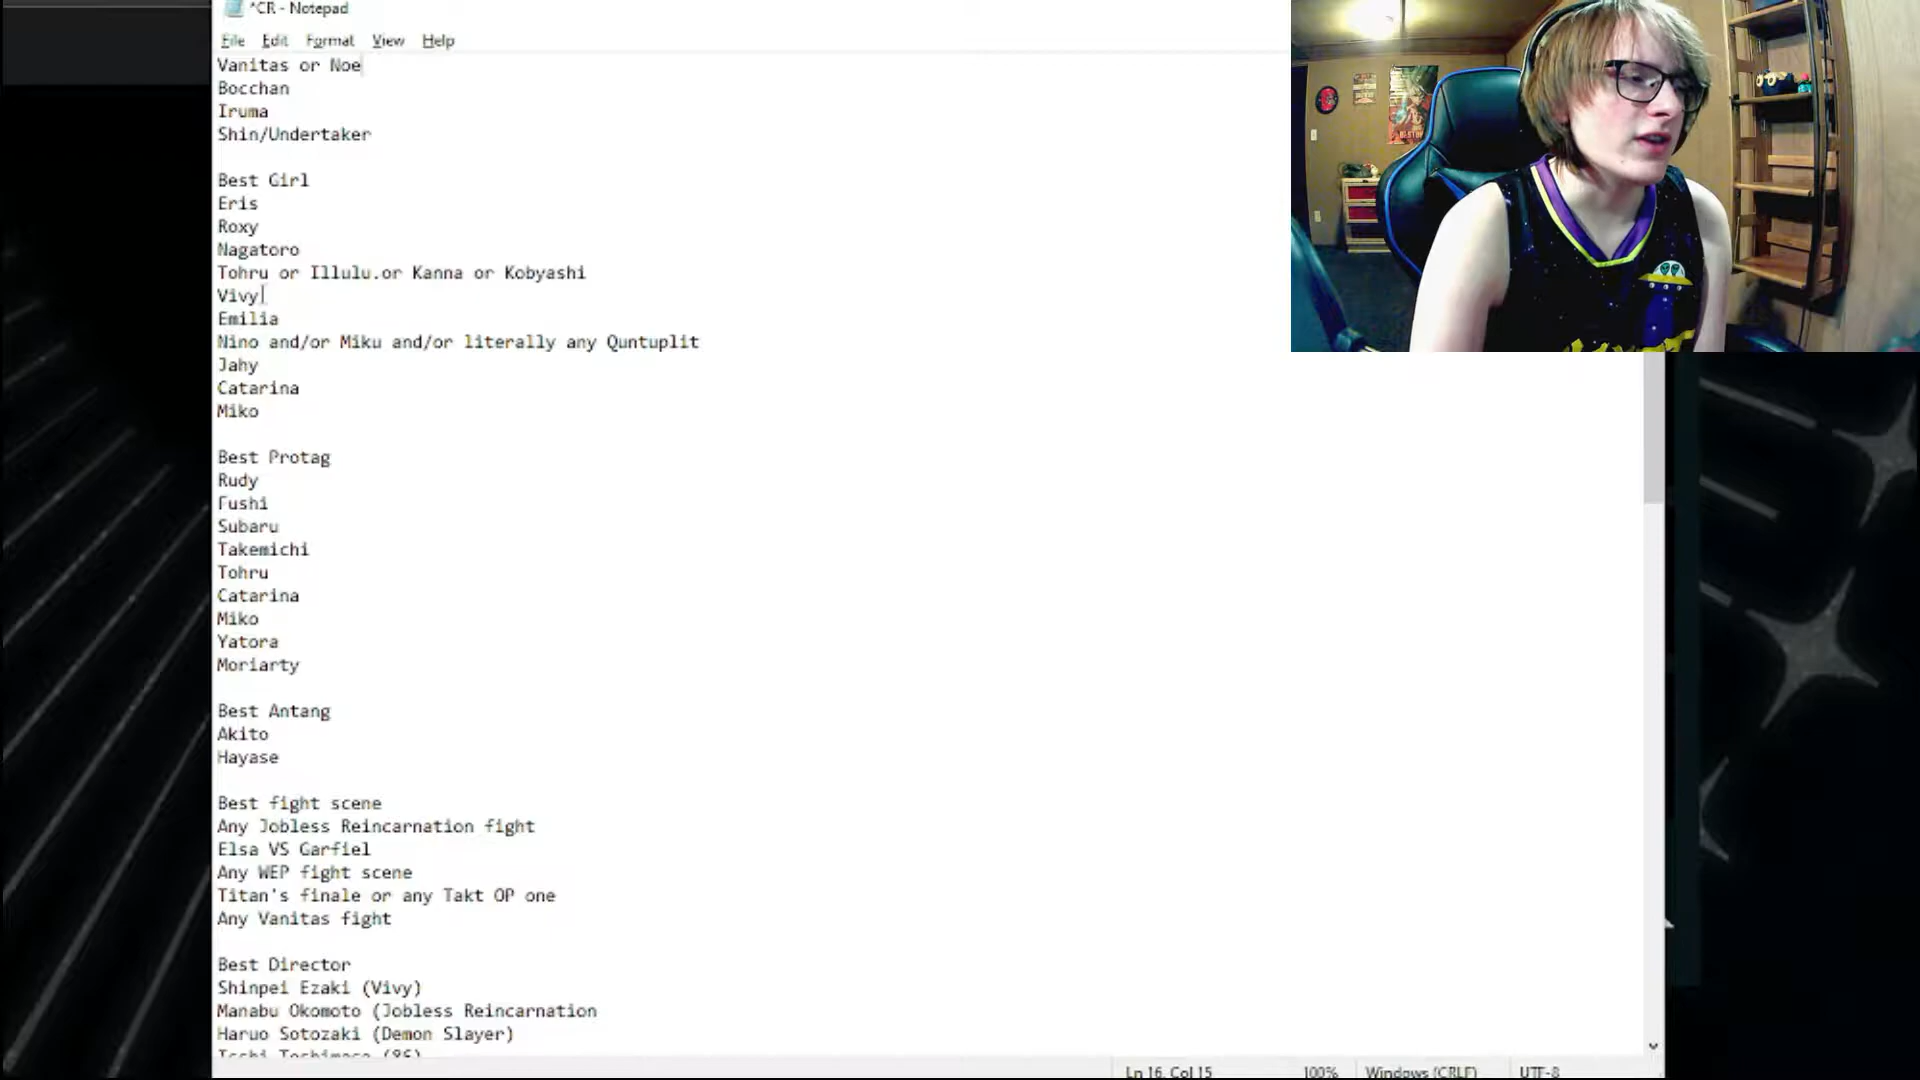 *CR - Notepad
File Edit Format View Help
Vanitas or Noe
Bocchan
Iruma
Shin/Undertaker
Best Girl
Eris
Roxy
Nagatoro
Tohru or Illulu.or Kanna or Kobyashi
Vivy
Emilia
Nino and/or Miku and/or literally any Quntuplit
Jahy
Catarina
Miko
Best Protag
Rudy
Fushi
Subaru
Takemichi
Tohru
Catarina
Miko
Yatora
Moriarty
Best Antang
Akito
Hayase
Best fight scene
Any Jobless Reincarnation fight
Elsa VS Garfiel
Any WEP fight scene
Titan's finale or any Takt OP one
Any Vanitas fight
Best Director
Shinpei Ezaki (Vivy)
Manabu Okomoto (Jobless Reincarnation
Haruo Sotozaki (Demon Slayer)
Ln 16, Col 15 100% Windows (CRLF) UTF-8